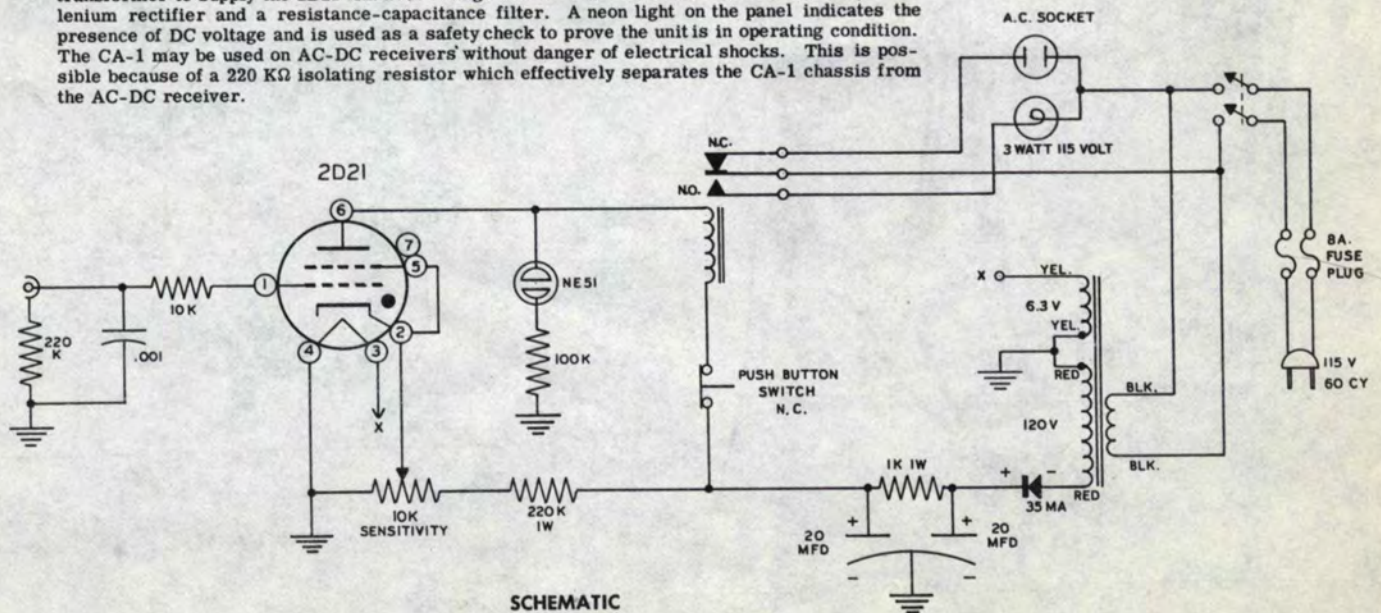 lenium rectifier and a resistance-capacitance filter. A neon light on the panel indicates the
presence of DC voltage and is used as a safety check to prove the unit is in operating condition.
The CA-1 may be used on AC-DC receivers without danger of electrical shocks. This is pos-
sible because of a 220 KΩ isolating resistor which effectively separates the CA-1 chassis from
the AC-DC receiver.
A.C. SOCKET
3 WATT 115 VOLT
N.C.
N.O.
2D21
6
7
5
1
2
4
3
10K
220
K
.001
NE51
100K
X
X
YEL.
6.3 V
YEL.
RED
120V
RED
BLK.
BLK.
8A.
FUSE
PLUG
115 V
60 CY
PUSH BUTTON
SWITCH
N.C.
10K
SENSITIVITY
220K
1W
1K 1W
+
-
35 MA
+
20
MFD
-
+
20
MFD
-
SCHEMATIC